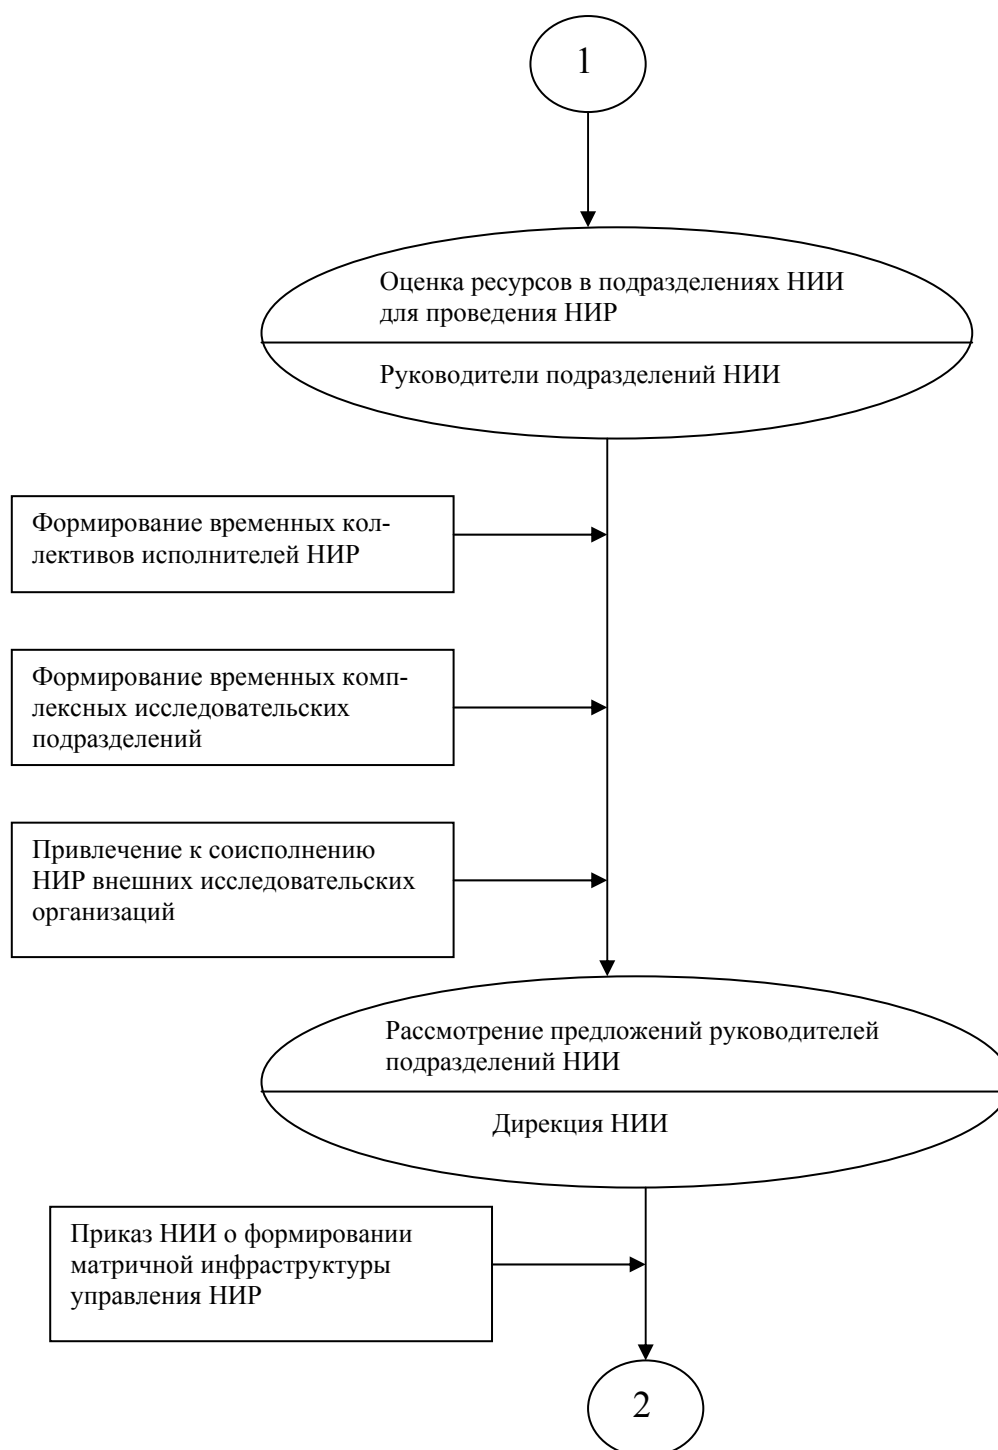 1
Оценка ресурсов в подразделениях НИИ
для проведения НИР
Руководители подразделений НИИ
Формирование временных кол-
лективов исполнителей НИР
Формирование временных комп-
лексных исследовательских
подразделений
Привлечение к соисполнению
НИР внешних исследовательских
организаций
Рассмотрение предложений руководителей
подразделений НИИ
Дирекция НИИ
Приказ НИИ о формировании
матричной инфраструктуры
управления НИР
2